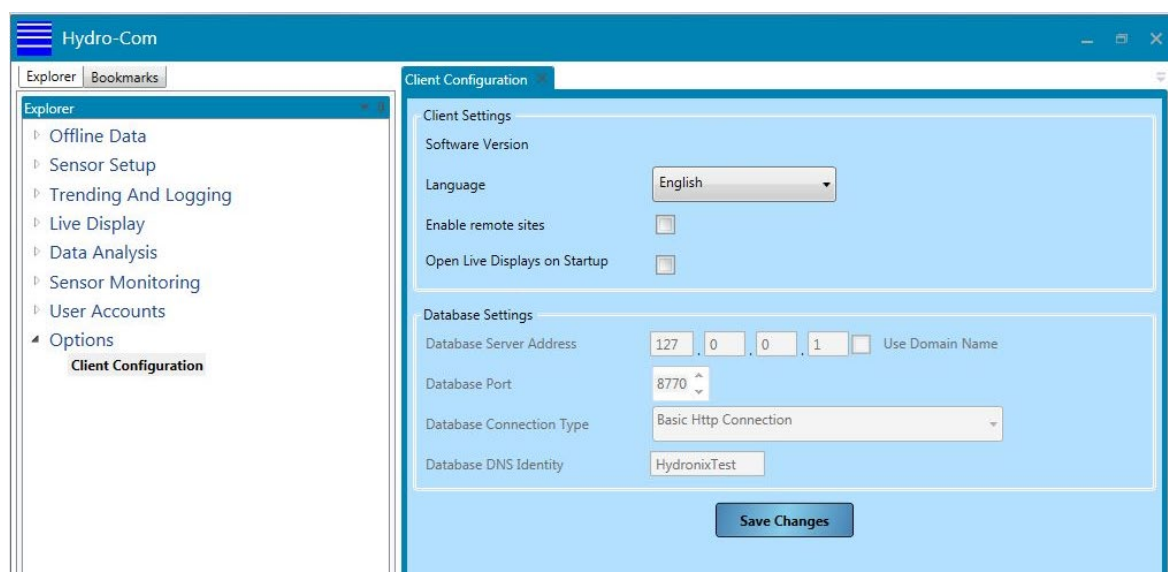 Hydro-Com
Explorer Bookmarks
Explorer
Offline Data
Sensor Setup
Trending And Logging
Live Display
Data Analysis
Sensor Monitoring
User Accounts
Options
Client Configuration
Client Configuration
Client Settings
Software Version
Language English
Enable remote sites
Open Live Displays on Startup
Database Settings
Database Server Address 127 . 0 . 0 . 1 Use Domain Name
Database Port 8770
Database Connection Type Basic Http Connection
Database DNS Identity HydronixTest
Save Changes